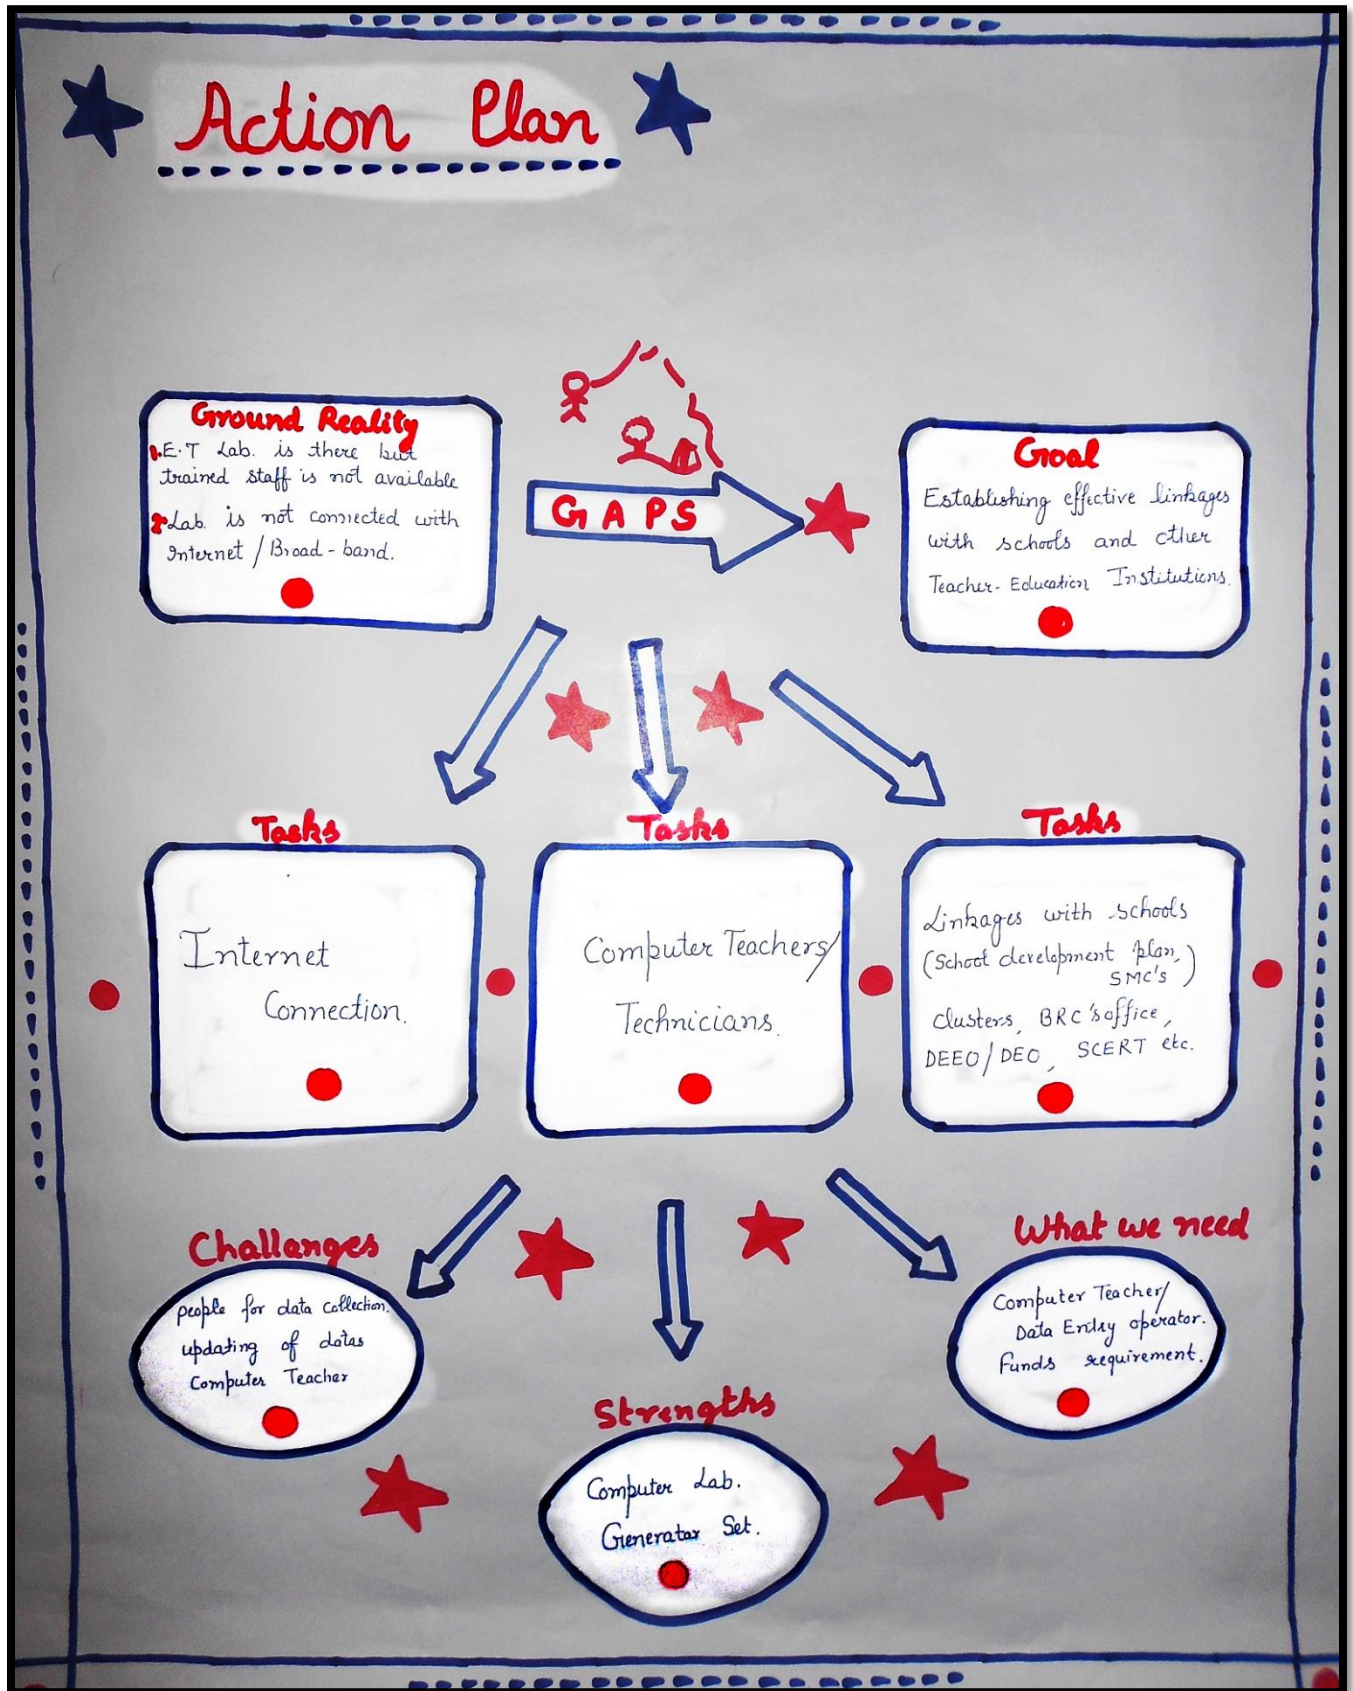 Action Plan
Ground Reality
1. E.T Lab. is there but
trained staff is not available
2. Lab. is not connected with
Internet / Broad-band.
GAPS
Goal
Establishing effective linkages
with schools and other
Teacher-Education Institutions.
Tasks
Internet
Connection.
Tasks
Computer Teachers/
Technicians.
Tasks
Linkages with schools
(School development plan,
SMC's)
Clusters, BRC's office,
DEEO/DEO, SCERT etc.
Challanges
people for data collection.
updating of datas
Computer Teacher
Strengths
Computer Lab.
Generator Set.
What we need
Computer Teacher/
Data Entry operator.
Funds requirement.